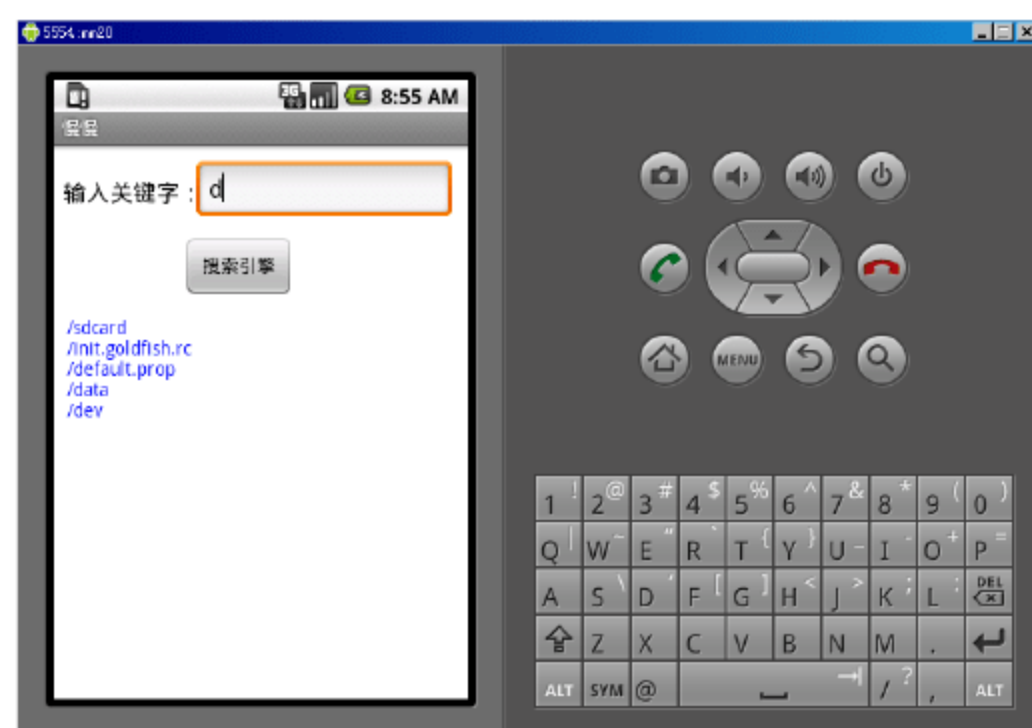 5554:mn20
8:55 AM
输入关键字：
d
搜索引擎
/sdcard
/init.goldfish.rc
/default.prop
/data
/dev
MENU
1 ! 2 @ 3 # 4 $ 5 % 6 ^ 7 & 8 * 9 ( 0 )
Q | W ~ E " R ` T { Y } U _ I - O + P =
A S \ D ' F [ G ] H < J > K ; L : DEL
Z X C V B N M .
ALT SYM @ / ? , ALT